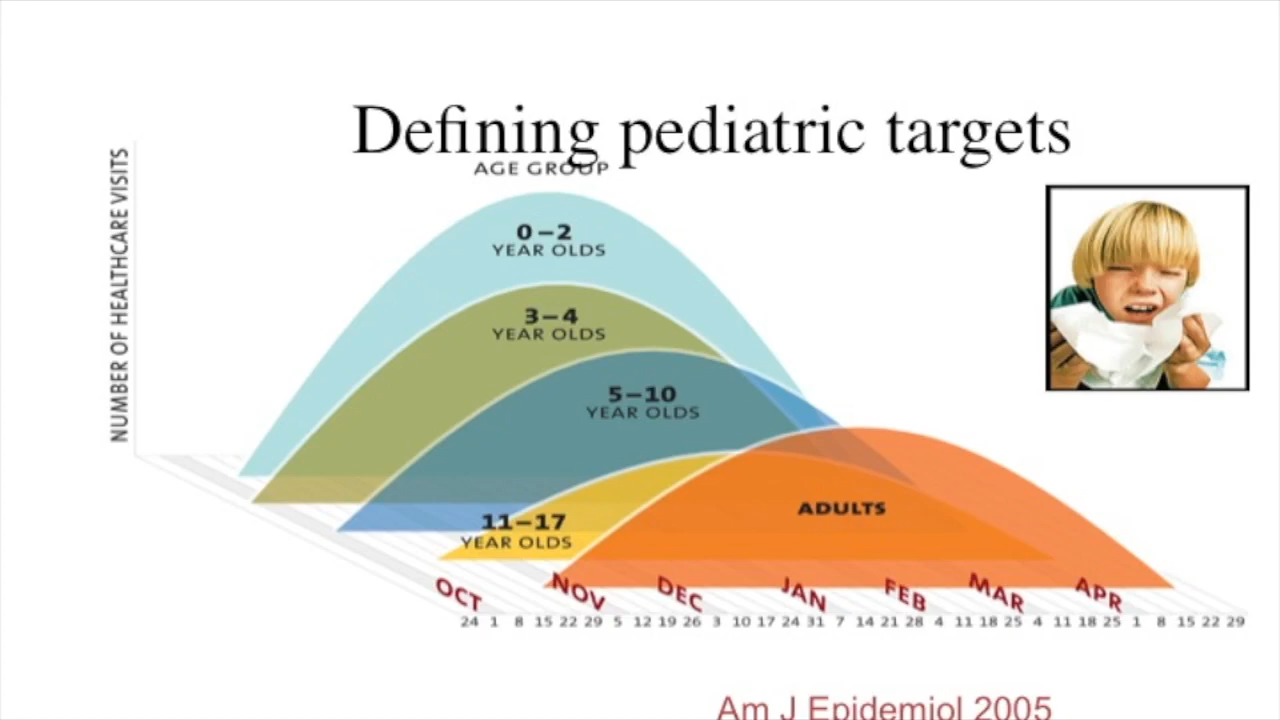 Defining pediatric targets
AGE GROUP
NUMBER OF HEALTHCARE VISITS
0–2
YEAR OLDS
3–4
YEAR OLDS
5–10
YEAR OLDS
ADULTS
11–17
YEAR OLDS
OCT NOV DEC JAN FEB MAR APR
24 1 8 15 22 29 5 12 19 26 3 10 17 24 31 7 14 21 28 4 11 18 25 4 11 18 25 1 8 15 22 29
Am J Epidemiol 2005